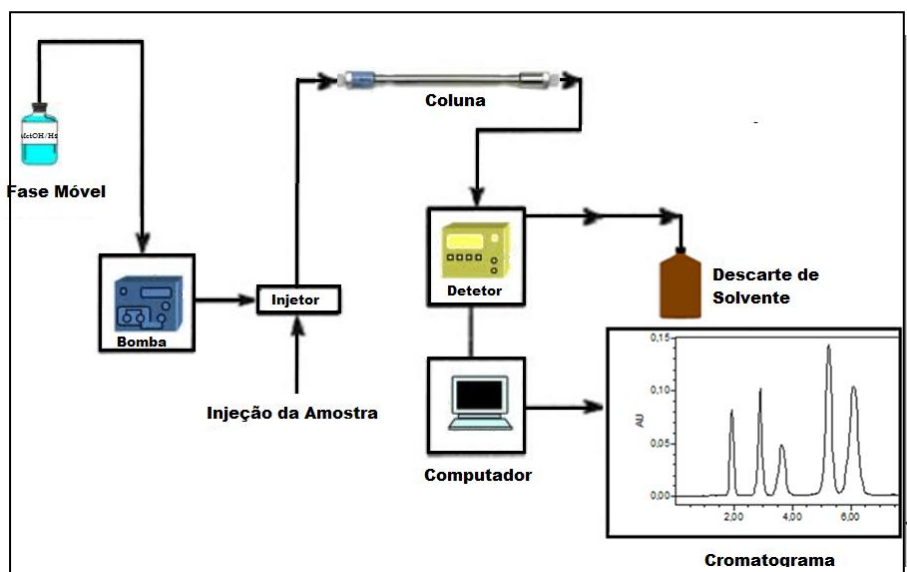 Coluna
Fase Móvel
Bomba
Injetor
Injeção da Amostra
Detetor
Descarte de
Solvente
Computador
0,15
0,10
0,05
0,00
AU
2,00
4,00
6,00
Cromatograma